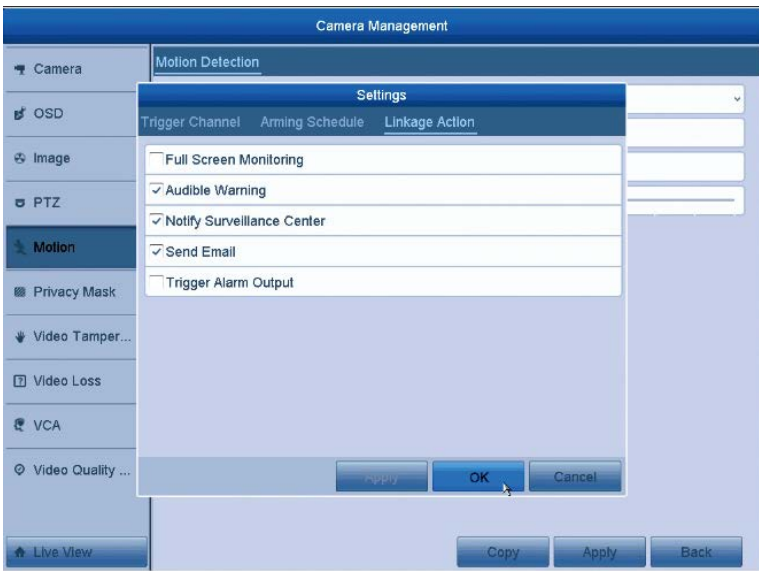 Camera Management
Camera
OSD
Image
PTZ
Motion
Privacy Mask
Video Tamper...
Video Loss
VCA
Video Quality ...
Live View
Motion Detection
Settings
Trigger Channel Arming Schedule Linkage Action
Full Screen Monitoring
Audible Warning
Notify Surveillance Center
Send Email
Trigger Alarm Output
Apply OK Cancel
Copy Apply Back